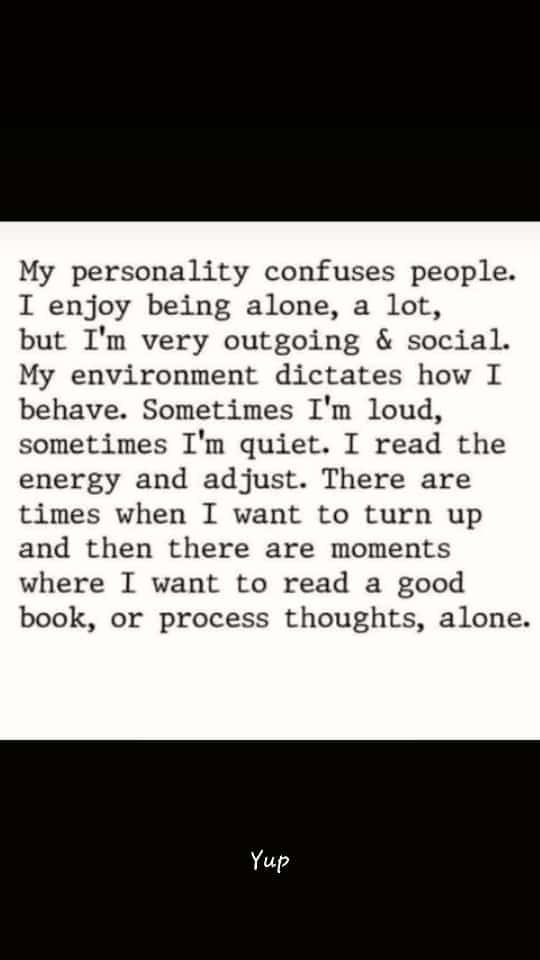 My personality confuses people.
I enjoy being alone, a lot,
but I'm very outgoing & social.
My environment dictates how I
behave. Sometimes I'm loud,
sometimes I'm quiet. I read the
energy and adjust. There are
times when I want to turn up
and then there are moments
where I want to read a good
book, or process thoughts, alone.
Yup